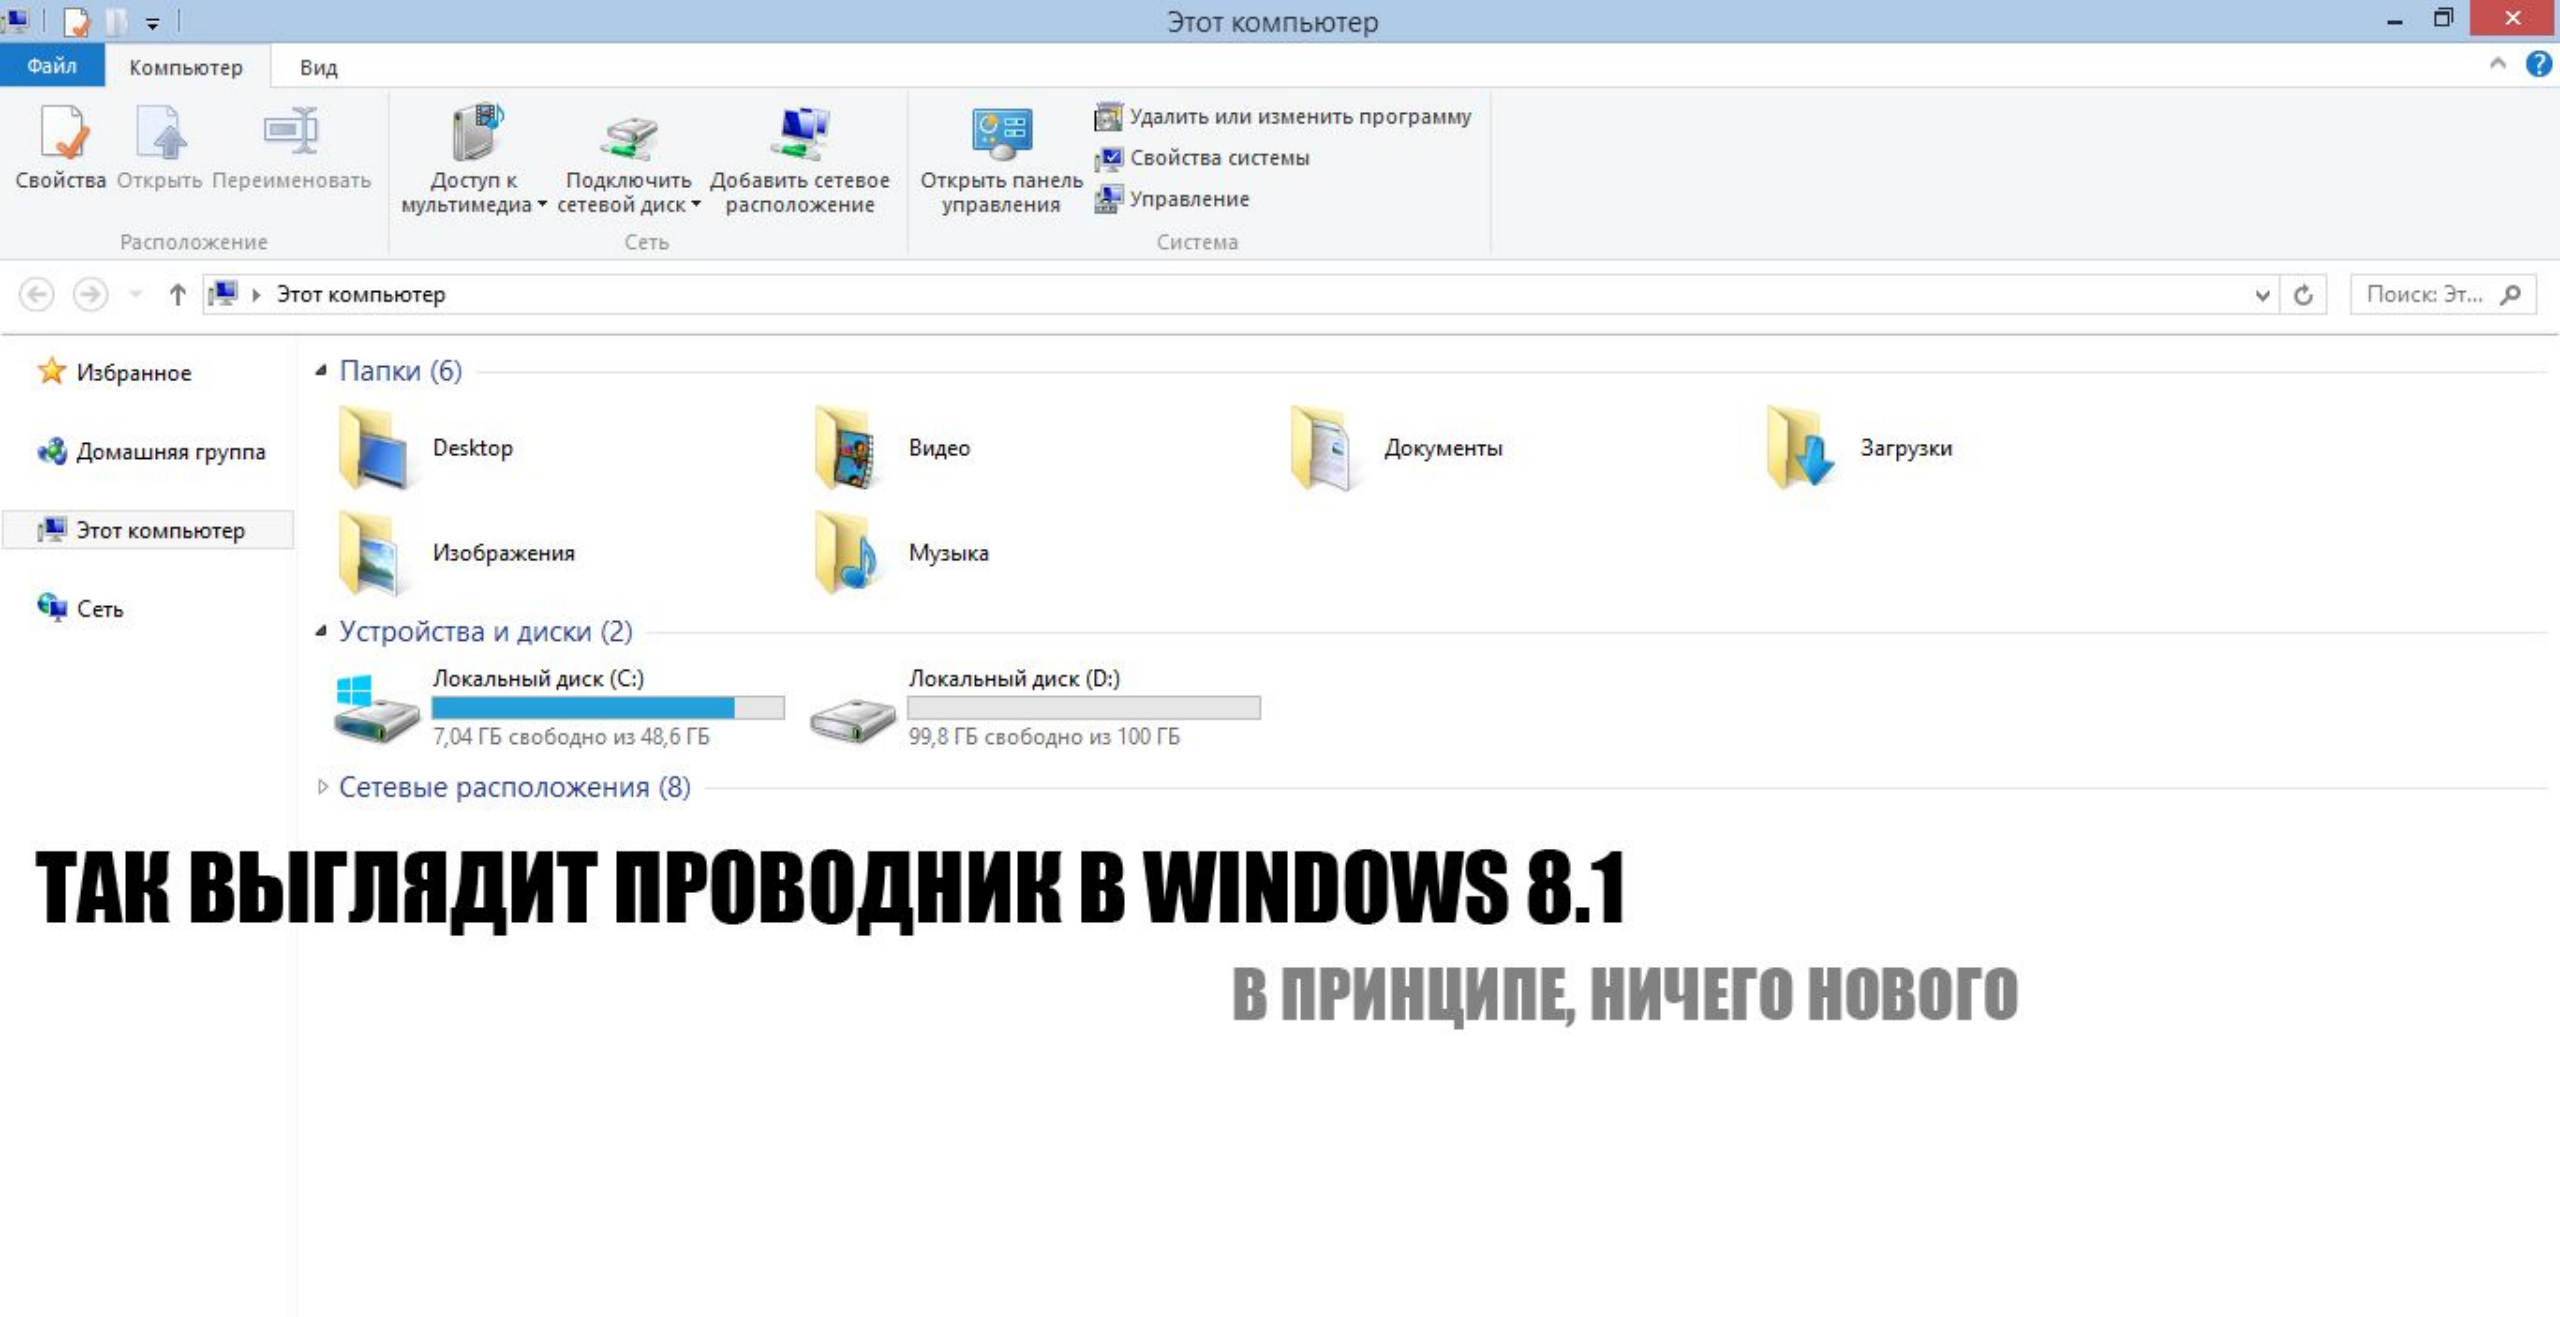 Этот компьютер
Файл Компьютер Вид
Свойства Открыть Переименовать
Доступ к мультимедиа
Подключить сетевой диск
Добавить сетевое расположение
Открыть панель управления
Удалить или изменить программу
Свойства системы
Управление
Расположение Сеть Система
Этот компьютер
Поиск: Эт...
Избранное
Домашняя группа
Этот компьютер
Сеть
Папки (6)
Desktop Видео Документы Загрузки
Изображения Музыка
Устройства и диски (2)
Локальный диск (C:)
7,04 ГБ свободно из 48,6 ГБ
Локальный диск (D:)
99,8 ГБ свободно из 100 ГБ
Сетевые расположения (8)
ТАК ВЫГЛЯДИТ ПРОВОДНИК В WINDOWS 8.1
В ПРИНЦИПЕ, НИЧЕГО НОВОГО